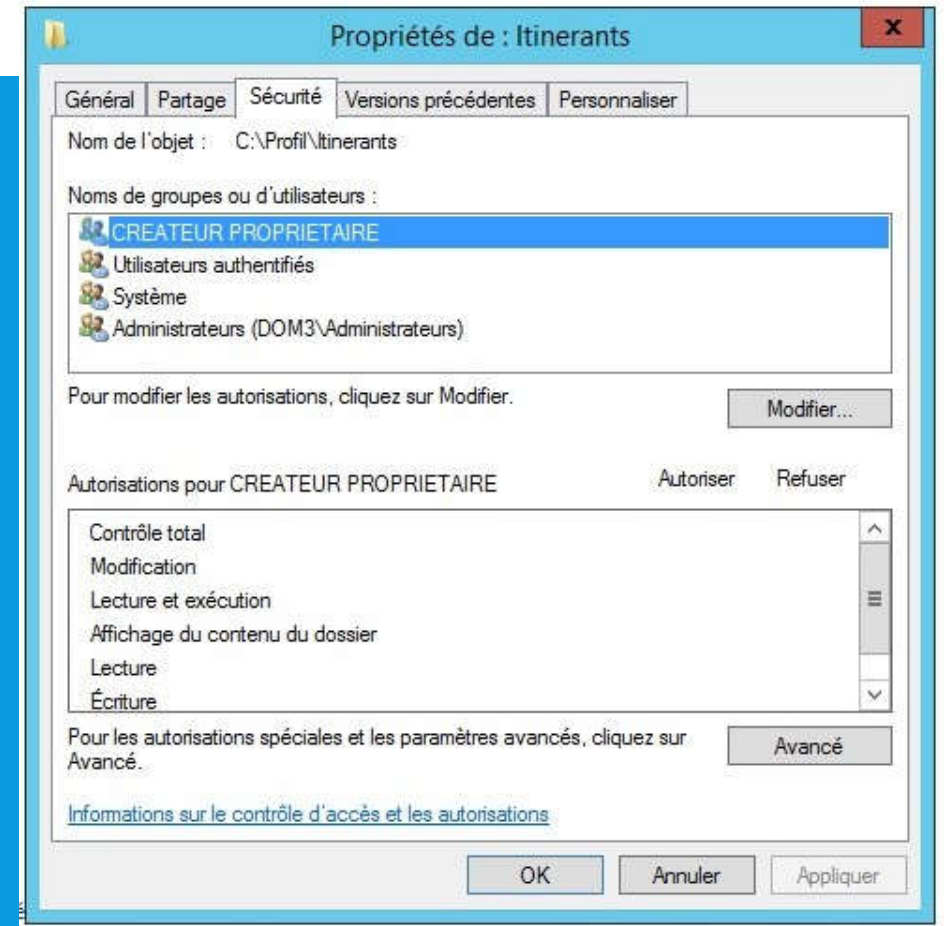 Propriétés de : Itinerants
x
Général Partage Sécurité Versions précédentes Personnaliser
Nom de l'objet : C:\Profil\Itinerants
Noms de groupes ou d'utilisateurs :
CREATEUR PROPRIETAIRE
Utilisateurs authentifiés
Système
Administrateurs (DOM3\Administrateurs)
Pour modifier les autorisations, cliquez sur Modifier.
Modifier...
Autorisations pour CREATEUR PROPRIETAIRE Autoriser Refuser
Contrôle total
Modification
Lecture et exécution
Affichage du contenu du dossier
Lecture
Écriture
Pour les autorisations spéciales et les paramètres avancés, cliquez sur
Avancé.
Avancé
Informations sur le contrôle d'accès et les autorisations
OK Annuler Appliquer